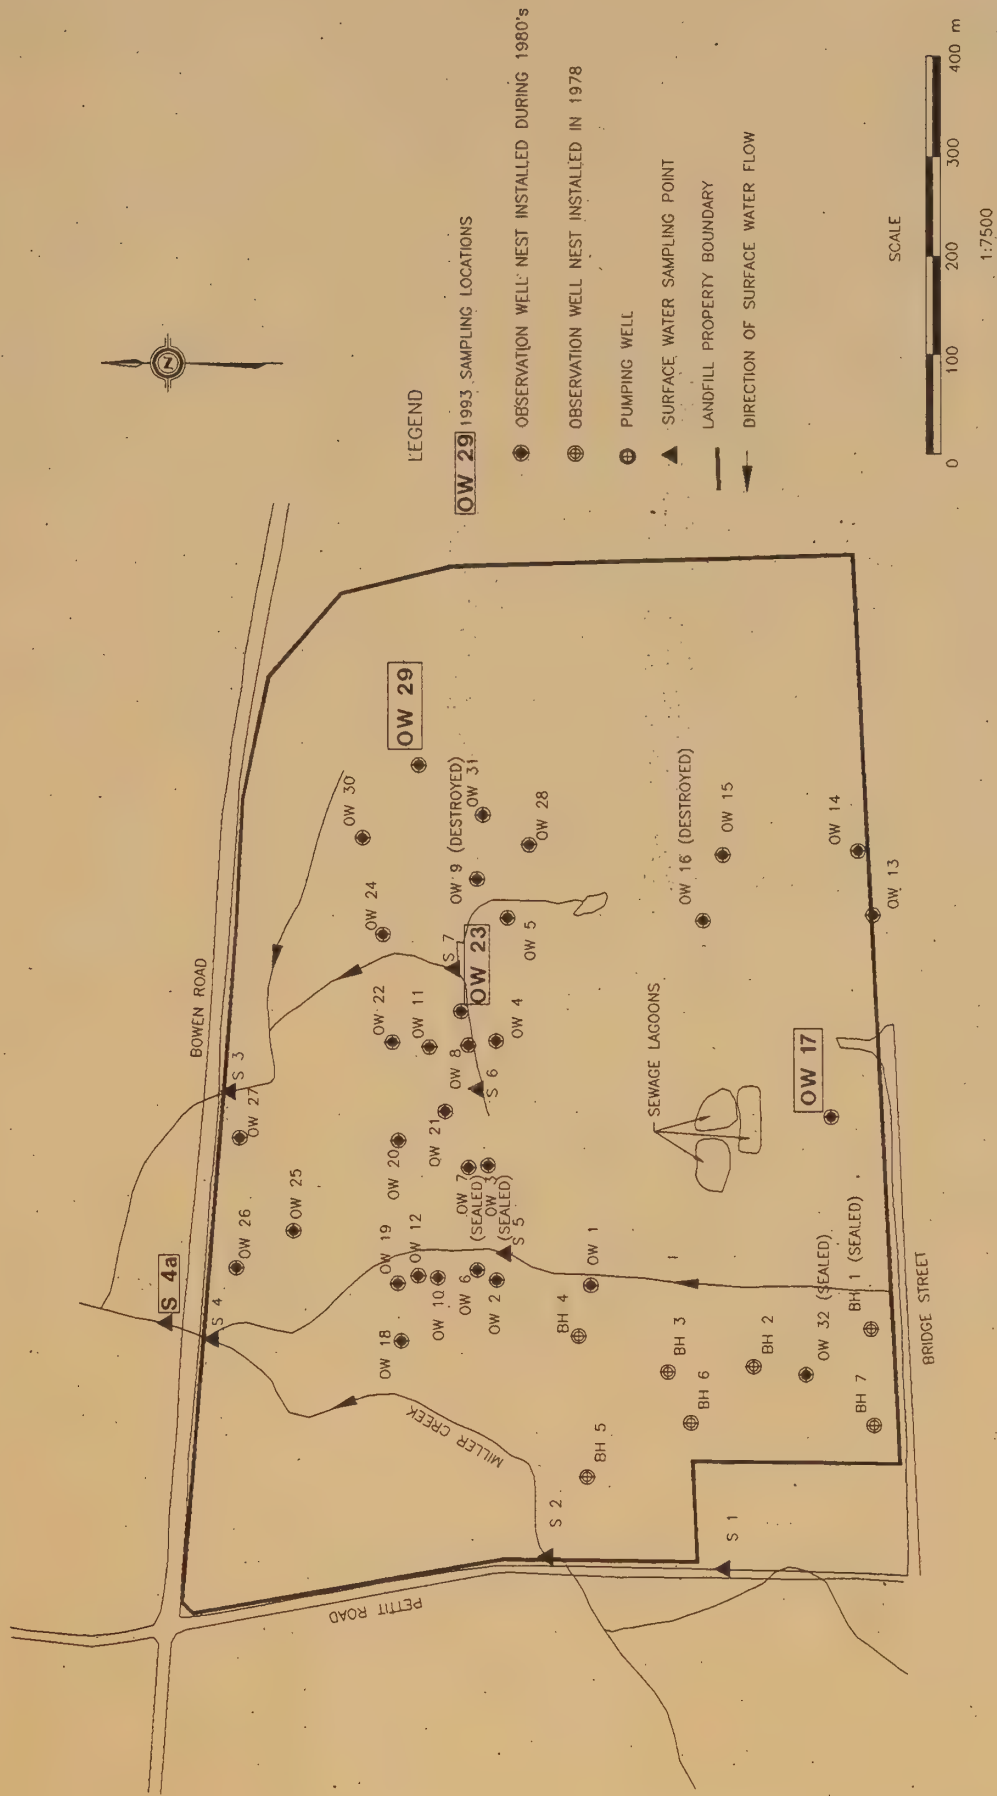 LEGEND
OW 29 1993 SAMPLING LOCATIONS
OBSERVATION WELL NEST INSTALLED DURING 1980's
OBSERVATION WELL NEST INSTALLED IN 1978
PUMPING WELL
SURFACE WATER SAMPLING POINT
LANDFILL PROPERTY BOUNDARY
DIRECTION OF SURFACE WATER FLOW
SCALE
0 100 200 300 400 m
1:7500
N
BOWEN ROAD
PETTIT ROAD
BRIDGE STREET
MILLER CREEK
SEWAGE LAGOONS
S 4a
S 4
S 3
OW 27
OW 26
OW 25
OW 30
OW 24
OW 29
OW 22
OW 11
OW 20
OW 19
OW 18
OW 12
OW 10
OW 21
OW 8
OW 23
S 7
OW 9 (DESTROYED)
OW 31
OW 28
OW 5
OW 4
S 6
OW 7
(SEALED)
OW 3
(SEALED)
S 5
OW 6
OW 2
OW 1
BH 4
BH 5
S 2
BH 3
BH 6
BH 2
S 1
OW 32 (SEALED)
BH 1 (SEALED)
BH 7
OW 16 (DESTROYED)
OW 15
OW 14
OW 13
OW 17